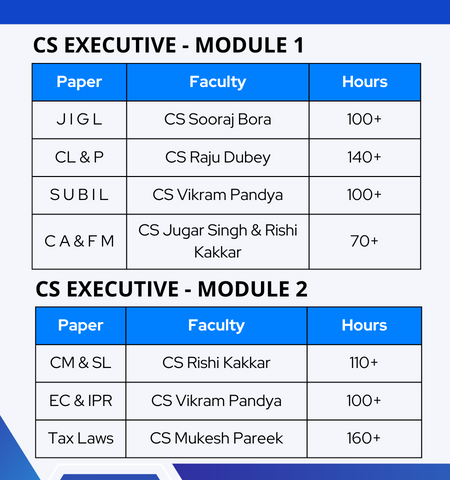 CS EXECUTIVE - MODULE 1
Paper Faculty Hours
J I G L CS Sooraj Bora 100+
CL & P CS Raju Dubey 140+
S U B I L CS Vikram Pandya 100+
C A & F M CS Jugar Singh & Rishi Kakkar 70+
CS EXECUTIVE - MODULE 2
Paper Faculty Hours
CM & SL CS Rishi Kakkar 110+
EC & IPR CS Vikram Pandya 100+
Tax Laws CS Mukesh Pareek 160+